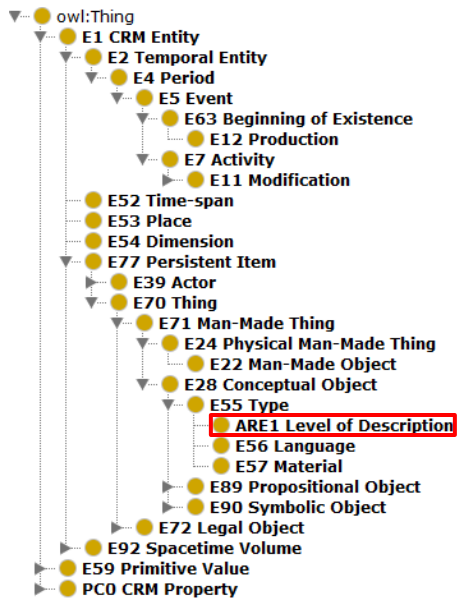 owl:Thing
E1 CRM Entity
E2 Temporal Entity
E4 Period
E5 Event
E63 Beginning of Existence
E12 Production
E7 Activity
E11 Modification
E52 Time-span
E53 Place
E54 Dimension
E77 Persistent Item
E39 Actor
E70 Thing
E71 Man-Made Thing
E24 Physical Man-Made Thing
E22 Man-Made Object
E28 Conceptual Object
E55 Type
ARE1 Level of Description
E56 Language
E57 Material
E89 Propositional Object
E90 Symbolic Object
E72 Legal Object
E92 Spacetime Volume
E59 Primitive Value
PC0 CRM Property